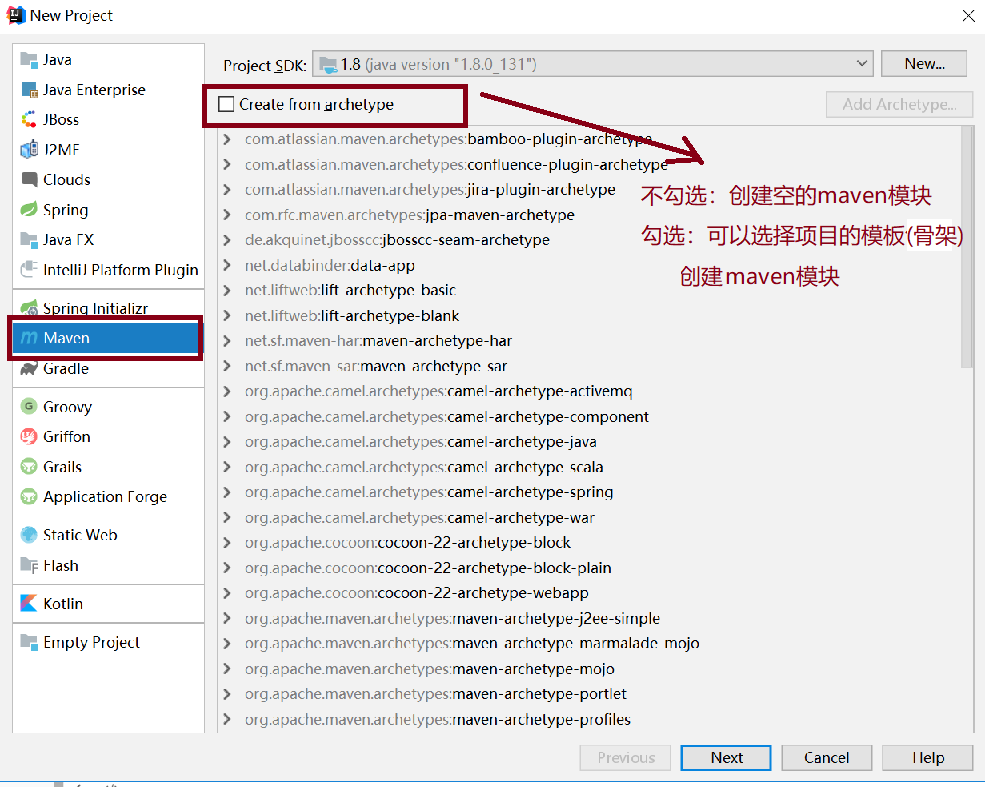 New Project
Java
Java Enterprise
JBoss
J2ME
Clouds
Spring
Java FX
IntelliJ Platform Plugin
Spring Initializr
Maven
Gradle
Groovy
Griffon
Grails
Application Forge
Static Web
Flash
Kotlin
Empty Project
Project SDK: 1.8 (java version "1.8.0_131") New...
Create from archetype Add Archetype...
com.atlassian.maven.archetypes:bamboo-plugin-archetype
com.atlassian.maven.archetypes:confluence-plugin-archetype
com.atlassian.maven.archetypes:jira-plugin-archetype
com.rfc.maven.archetypes:jpa-maven-archetype
de.akquinet.jbosscc:jbosscc-seam-archetype
net.databinder:data-app
net.liftweb:lift-archetype-basic
net.liftweb:lift-archetype-blank
net.sf.maven-har:maven-archetype-har
net.sf.maven-sar:maven-archetype-sar
org.apache.camel.archetypes:camel-archetype-activemq
org.apache.camel.archetypes:camel-archetype-component
org.apache.camel.archetypes:camel-archetype-java
org.apache.camel.archetypes:camel-archetype-scala
org.apache.camel.archetypes:camel-archetype-spring
org.apache.camel.archetypes:camel-archetype-war
org.apache.cocoon:cocoon-22-archetype-block
org.apache.cocoon:cocoon-22-archetype-block-plain
org.apache.cocoon:cocoon-22-archetype-webapp
org.apache.maven.archetypes:maven-archetype-j2ee-simple
org.apache.maven.archetypes:maven-archetype-marmalade-mojo
org.apache.maven.archetypes:maven-archetype-mojo
org.apache.maven.archetypes:maven-archetype-portlet
org.apache.maven.archetypes:maven-archetype-profiles
不勾选：创建空的maven模块
勾选：可以选择项目的模板(骨架)
创建maven模块
Previous Next Cancel Help